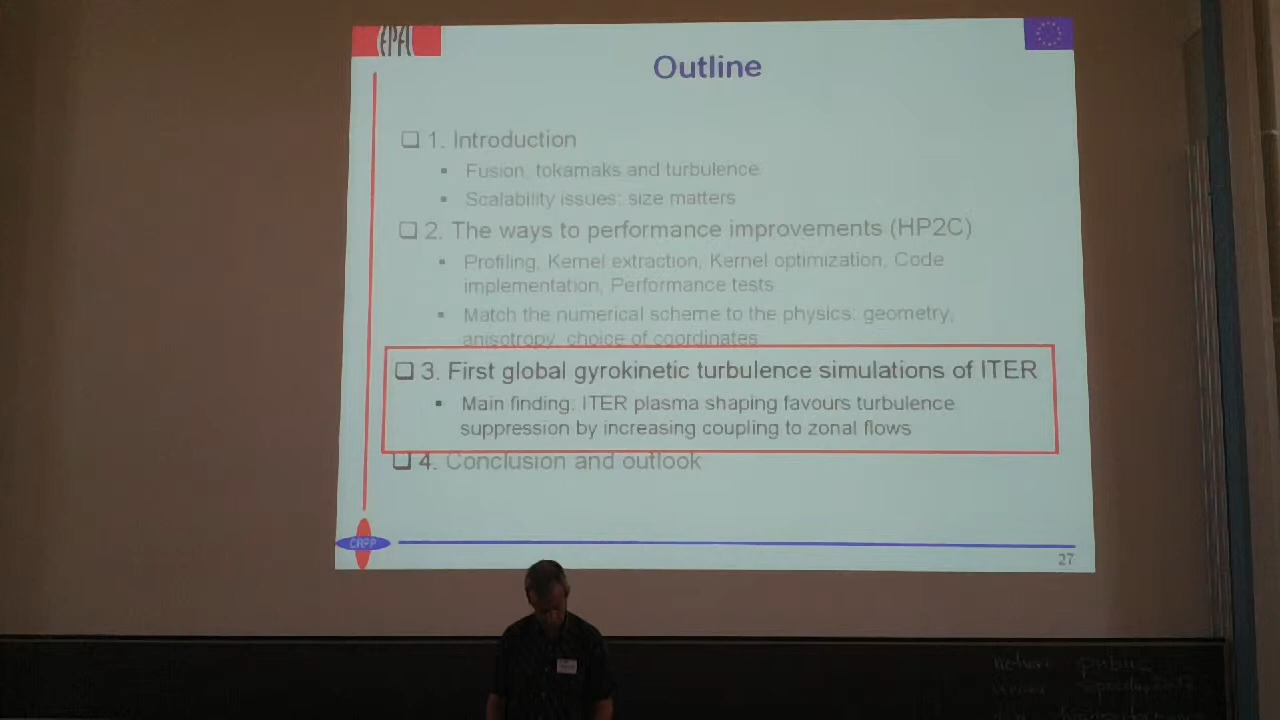 EPFL
Outline
1. Introduction
Fusion, tokamaks and turbulence
Scalability issues: size matters
2. The ways to performance improvements (HP2C)
Profiling, Kernel extraction, Kernel optimization, Code
implementation, Performance tests
Match the numerical scheme to the physics: geometry,
anisotropy, choice of coordinates
3. First global gyrokinetic turbulence simulations of ITER
Main finding: ITER plasma shaping favours turbulence
suppression by increasing coupling to zonal flows
4. Conclusion and outlook
CRPP
27
public